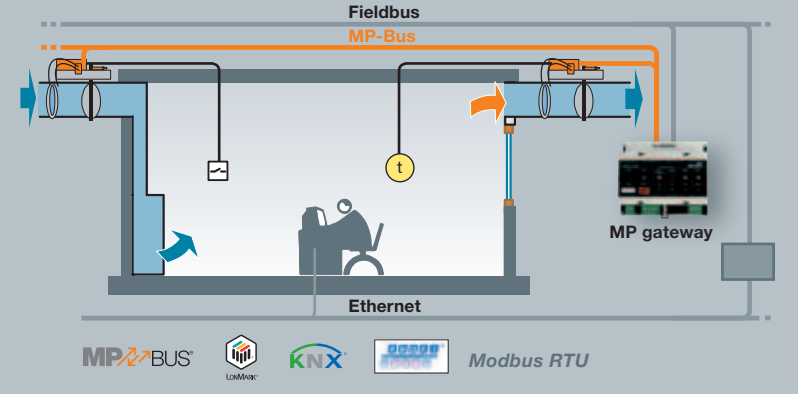 Fieldbus
MP-Bus
t
MP gateway
Ethernet
MP BUS®
LONMARK®
KNX®
Modbus RTU